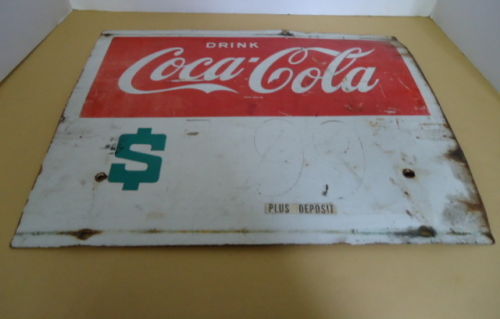 DRINK
Coca-Cola
$
PLUS DEPOSIT